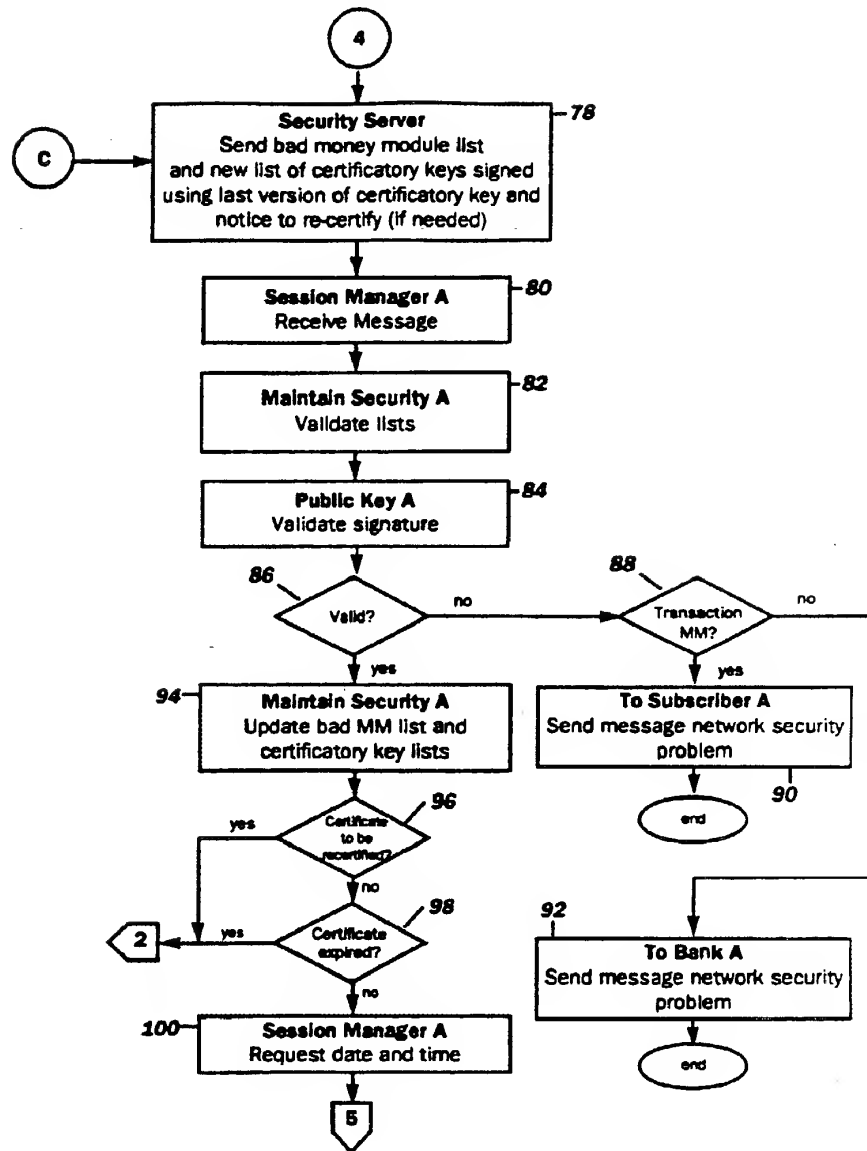 4
C
Security Server
78
Send bad money module list
and new list of certificatory keys signed
using last version of certificatory key and
notice to re-certify (if needed)
Session Manager A
80
Receive Message
Maintain Security A
82
Validate lists
Public Key A
84
Validate signature
86
Valid?
no
88
Transaction
MM?
no
yes
yes
94
Maintain Security A
Update bad MM list and
certificatory key lists
To Subscriber A
Send message network security
problem
90
end
yes
Certificate
to be
recertified?
96
no
2
yes
Certificate
expired?
98
no
92
To Bank A
Send message network security
problem
end
100
Session Manager A
Request date and time
5